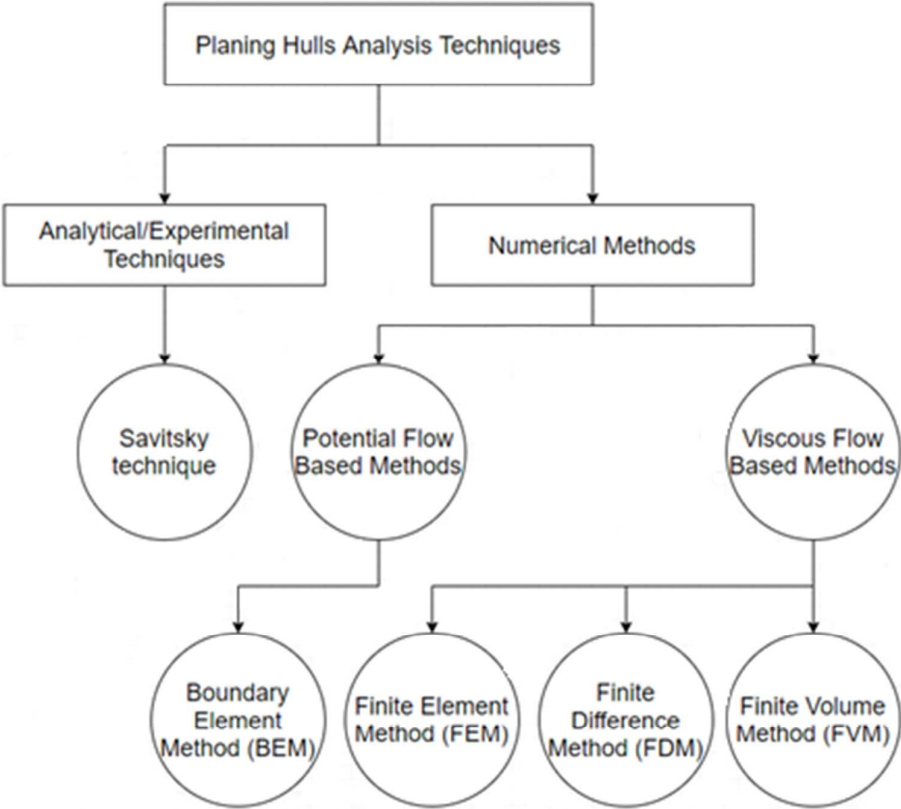 Planing Hulls Analysis Techniques
Analytical/Experimental
Techniques
Numerical Methods
Savitsky
technique
Potential Flow
Based Methods
Viscous Flow
Based Methods
Boundary
Element
Method (BEM)
Finite Element
Method (FEM)
Finite
Difference
Method (FDM)
Finite Volume
Method (FVM)